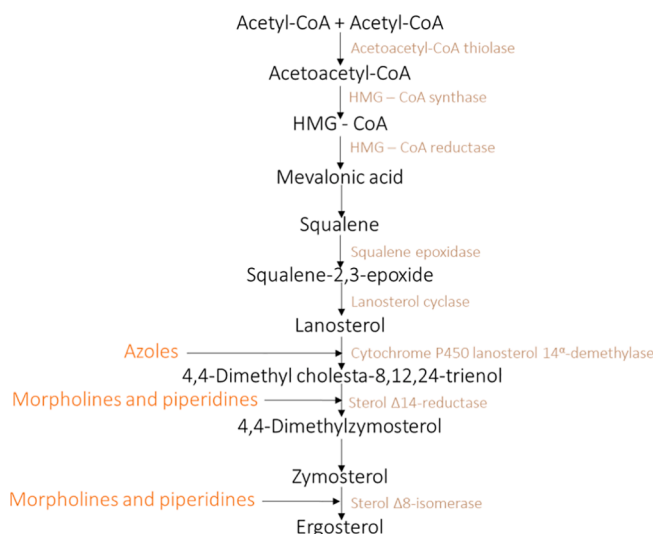 Acetyl-CoA + Acetyl-CoA
Acetoacetyl-CoA thiolase
Acetoacetyl-CoA
HMG – CoA synthase
HMG - CoA
HMG – CoA reductase
Mevalonic acid
Squalene
Squalene epoxidase
Squalene-2,3-epoxide
Lanosterol cyclase
Lanosterol
Azoles
Cytochrome P450 lanosterol 14ᵅ-demethylase
4,4-Dimethyl cholesta-8,12,24-trienol
Morpholines and piperidines
Sterol Δ14-reductase
4,4-Dimethylzymosterol
Zymosterol
Morpholines and piperidines
Sterol Δ8-isomerase
Ergosterol